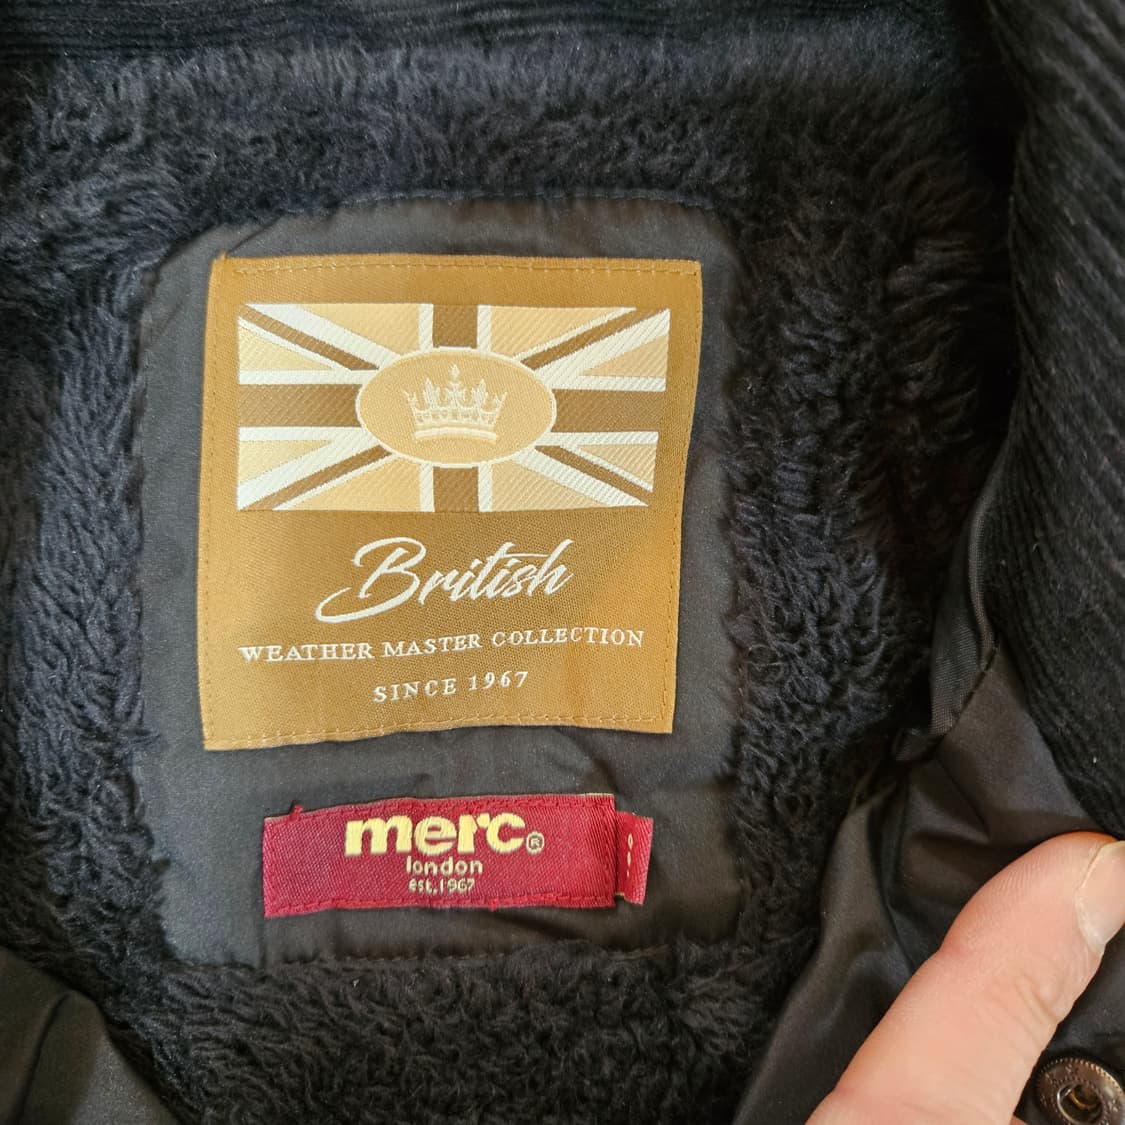 British
WEATHER MASTER COLLECTION
SINCE 1967
merc®
london
est.1967